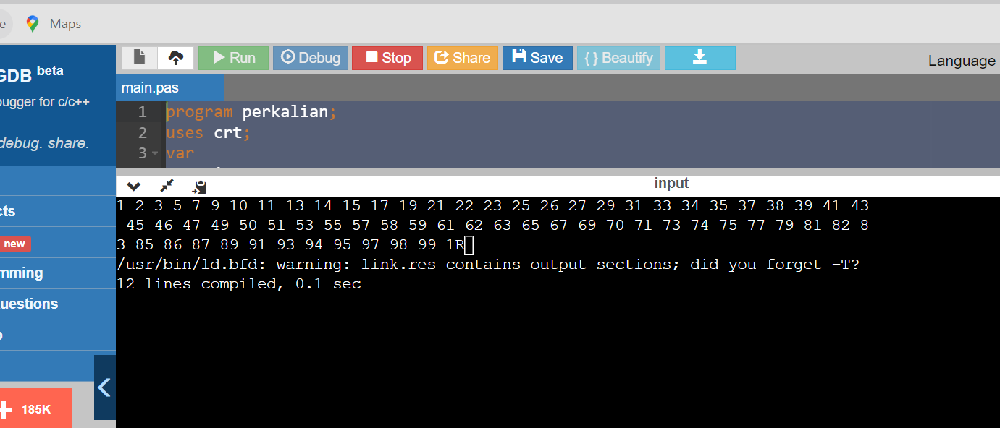 e Maps
GDB beta
ugger for c/c++
debug. share.
cts
new
mming
uestions
185K
Run Debug Stop Share Save { } Beautify
Language
main.pas
1 program perkalian;
2 uses crt;
3 var
input
1 2 3 5 7 9 10 11 13 14 15 17 19 21 22 23 25 26 27 29 31 33 34 35 37 38 39 41 43
45 46 47 49 50 51 53 55 57 58 59 61 62 63 65 67 69 70 71 73 74 75 77 79 81 82 8
3 85 86 87 89 91 93 94 95 97 98 99 1R
/usr/bin/ld.bfd: warning: link.res contains output sections; did you forget -T?
12 lines compiled, 0.1 sec